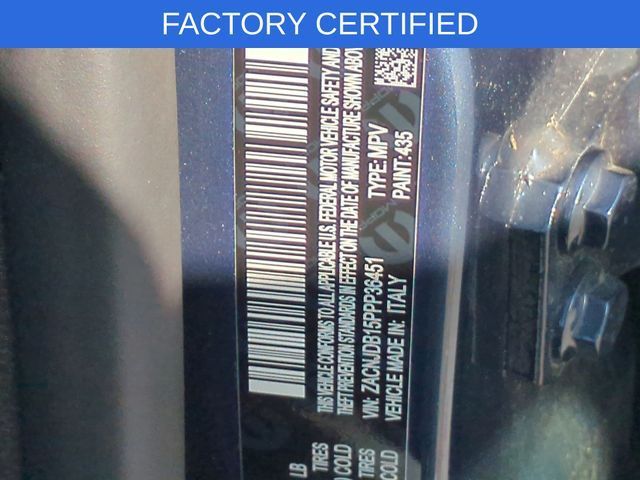 FACTORY CERTIFIED
THIS VEHICLE CONFORMS TO ALL APPLICABLE U.S. FEDERAL MOTOR VEHICLE SAFETY AND
THEFT PREVENTION STANDARDS IN EFFECT ON THE DATE OF MANUFACTURE SHOWN ABOV
VIN: ZACNJDB15PPP36451 TYPE: MPV
VEHICLE MADE IN: ITALY PAINT: 435
LB
TIRES
COLD
TIRES
COLD